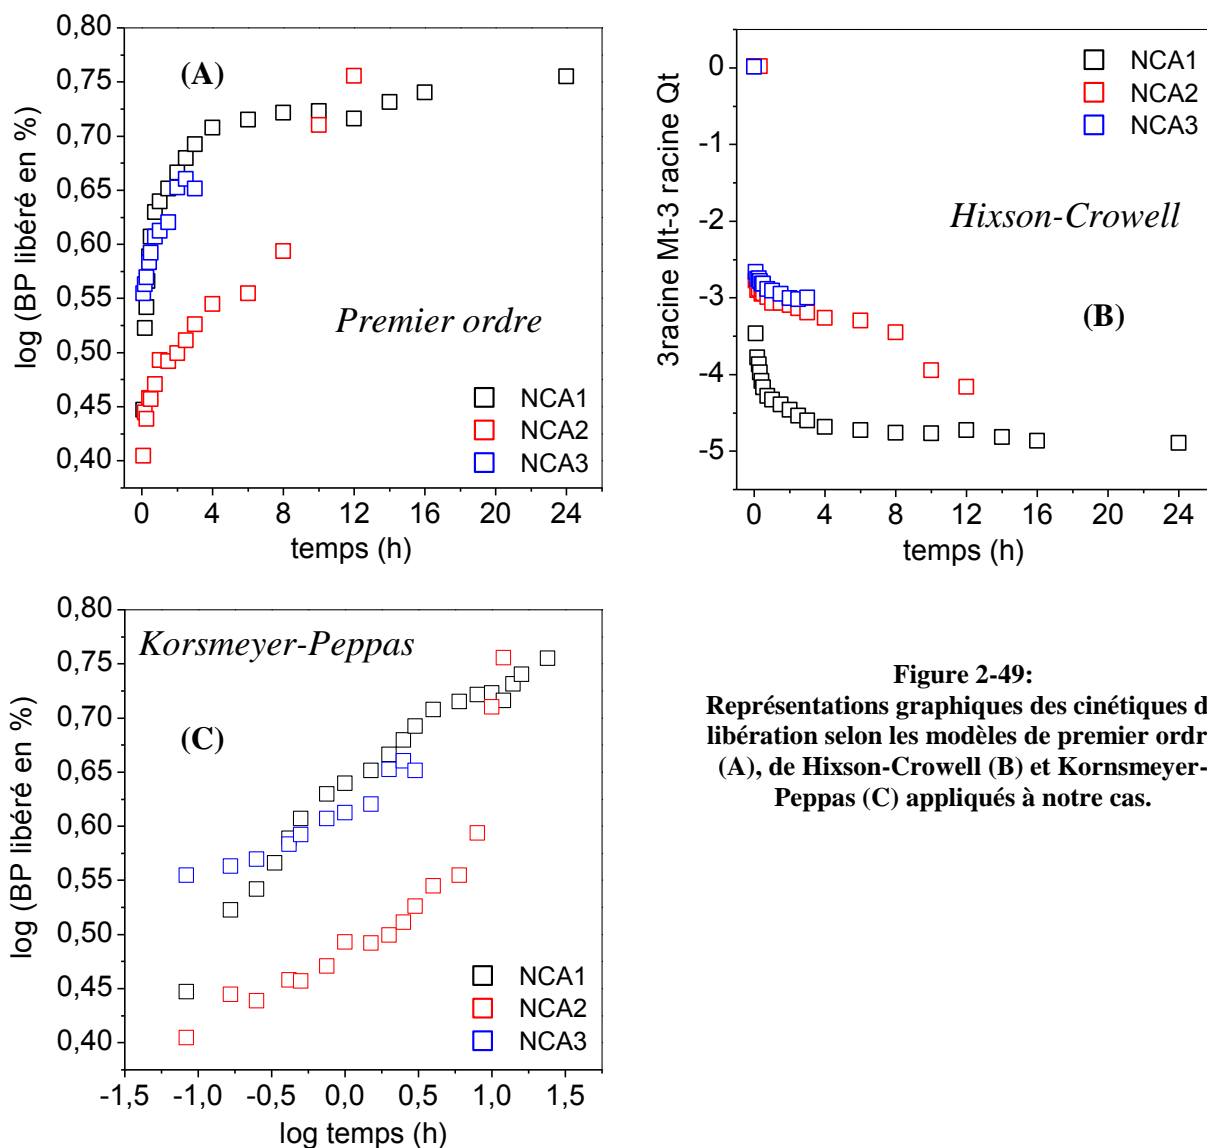 0,80
0,75
0,70
0,65
0,60
0,55
0,50
0,45
0,40
log (BP libéré en %)
(A)
Premier ordre
NCA1
NCA2
NCA3
0 4 8 12 16 20 24
temps (h)
0
-1
-2
-3
-4
-5
3racine Mt-3 racine Qt
NCA1
NCA2
NCA3
Hixson-Crowell
(B)
0 4 8 12 16 20 24
temps (h)
0,80
0,75
0,70
0,65
0,60
0,55
0,50
0,45
0,40
log (BP libéré en %)
Korsmeyer-Peppas
(C)
NCA1
NCA2
NCA3
-1,5 -1,0 -0,5 0,0 0,5 1,0 1,5
log temps (h)
Figure 2-49:
Représentations graphiques des cinétiques d
libération selon les modèles de premier ordr
(A), de Hixson-Crowell (B) et Kornsmeyer-
Peppas (C) appliqués à notre cas.